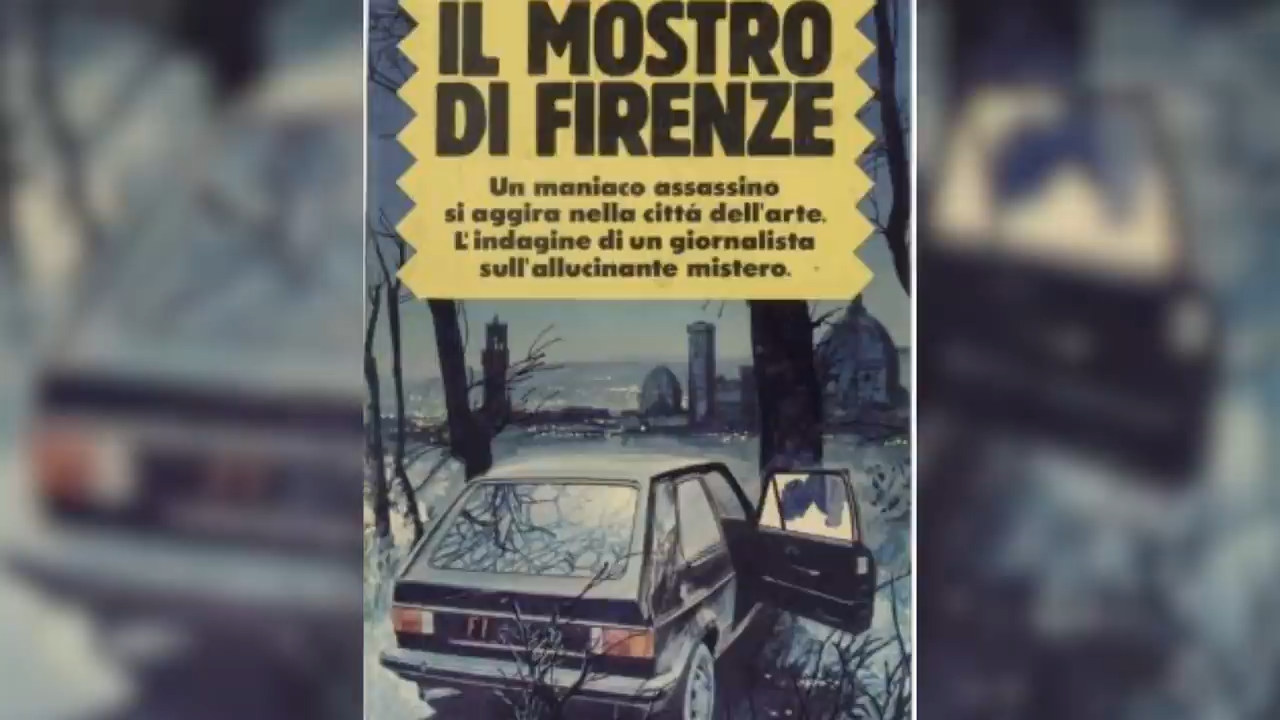 IL MOSTRO
DI FIRENZE
Un maniaco assassino
si aggira nella cittá dell'arte.
L'indagine di un giornalista
sull'allucinante mistero.
FI